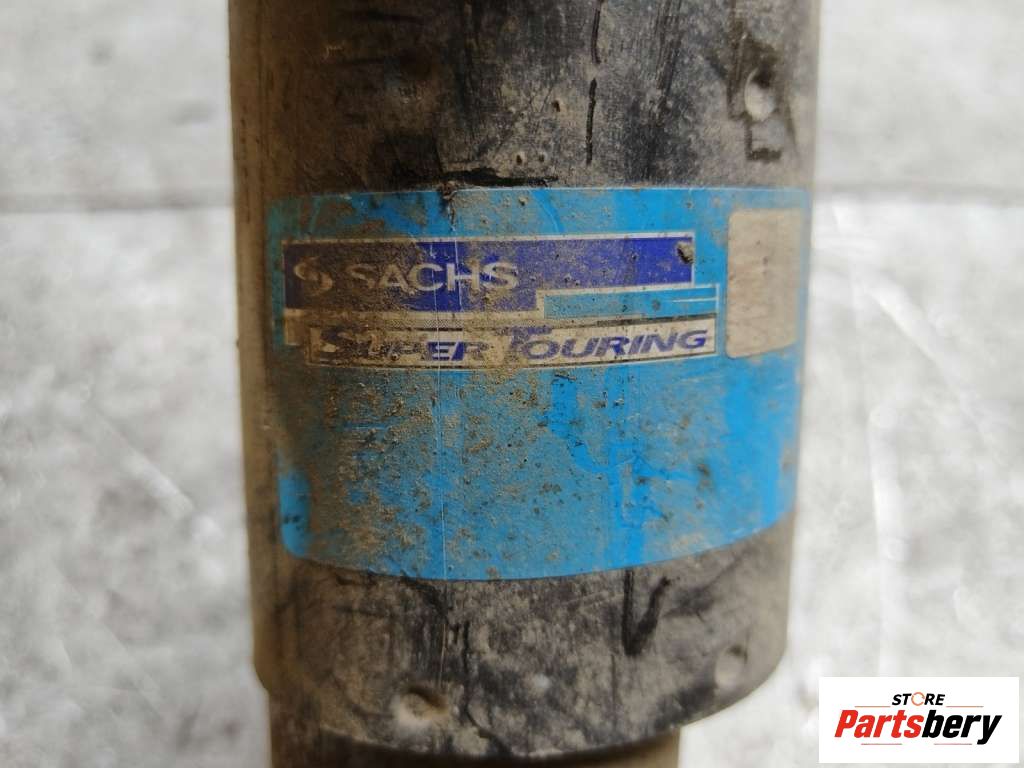 SACHS
SUPER TOURING
STORE
Partsbery